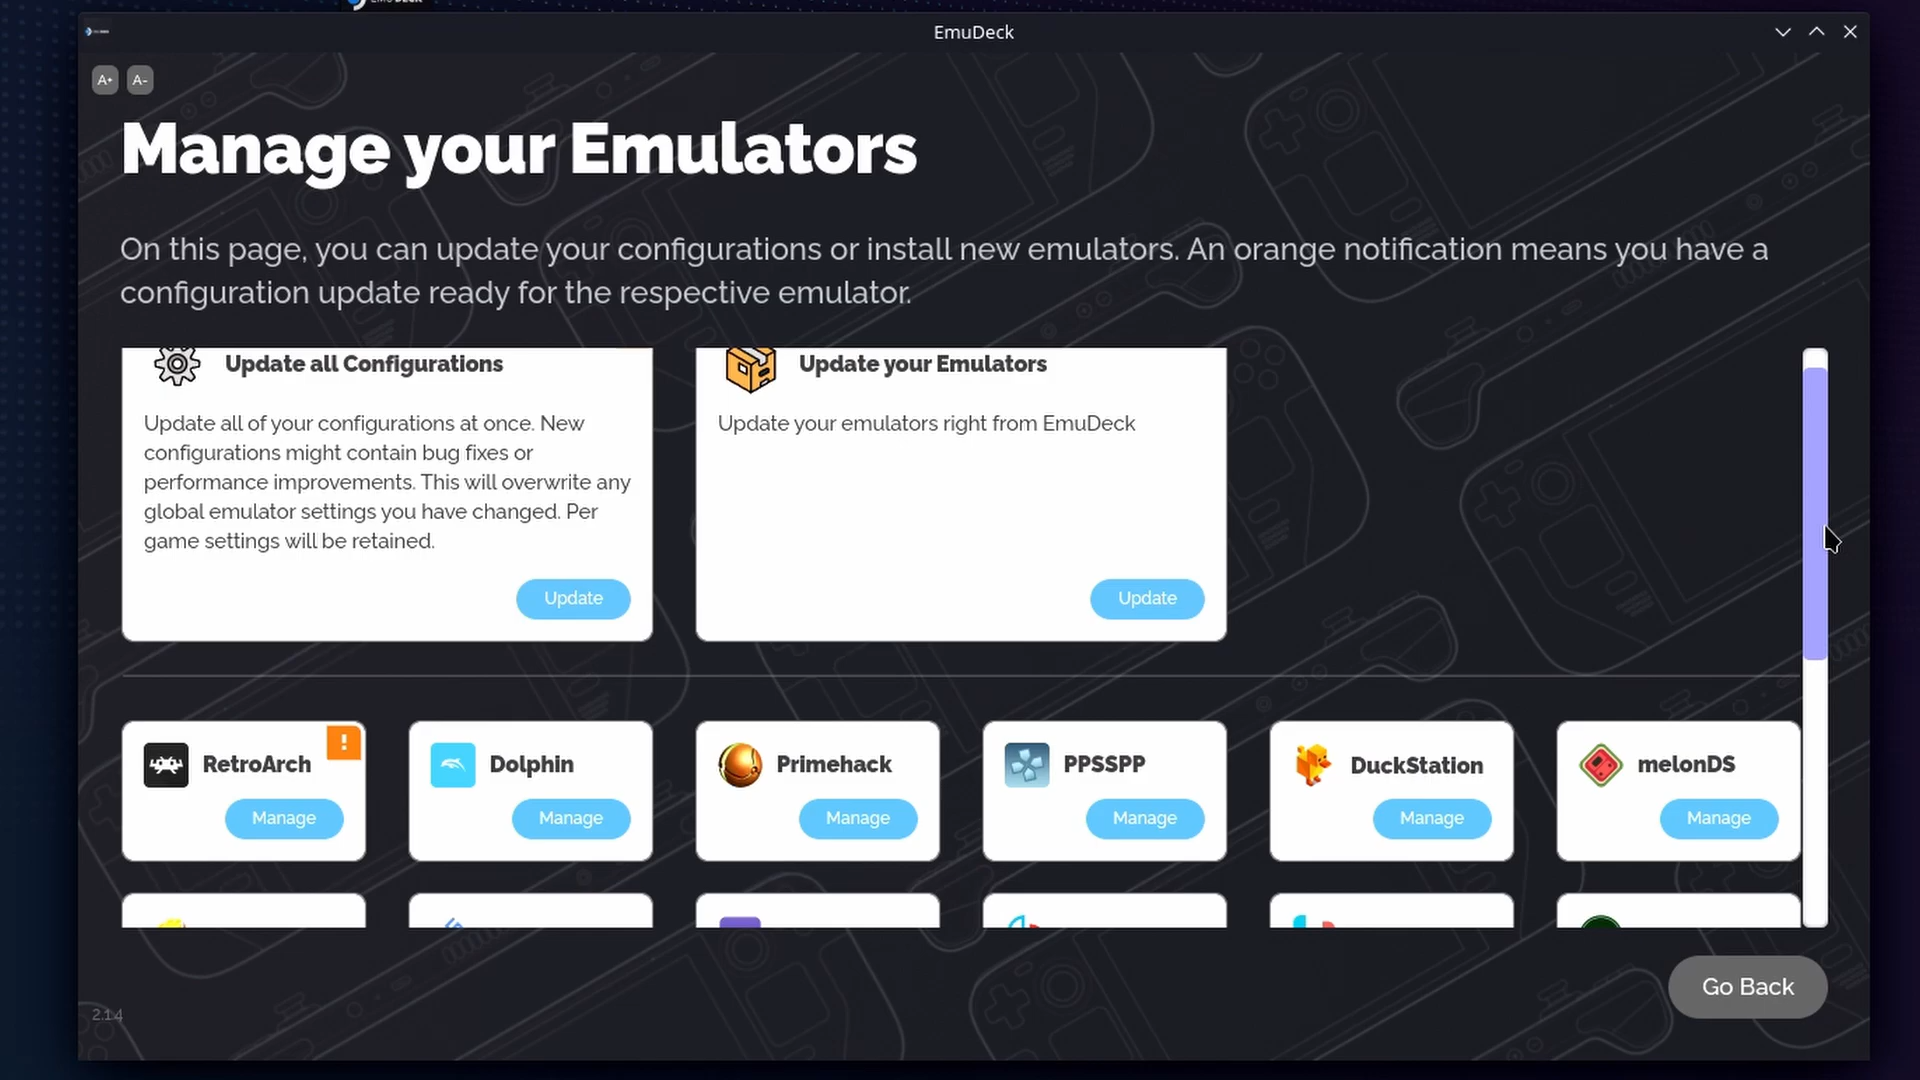 EmuDeck
A+ A-
Manage your Emulators
On this page, you can update your configurations or install new emulators. An orange notification means you have a
configuration update ready for the respective emulator.
Update all Configurations
Update all of your configurations at once. New
configurations might contain bug fixes or
performance improvements. This will overwrite any
global emulator settings you have changed. Per
game settings will be retained.
Update
Update your Emulators
Update your emulators right from EmuDeck
Update
RetroArch !
Manage
Dolphin
Manage
Primehack
Manage
PPSSPP
Manage
DuckStation
Manage
melonDS
Manage
Go Back
2.1.4